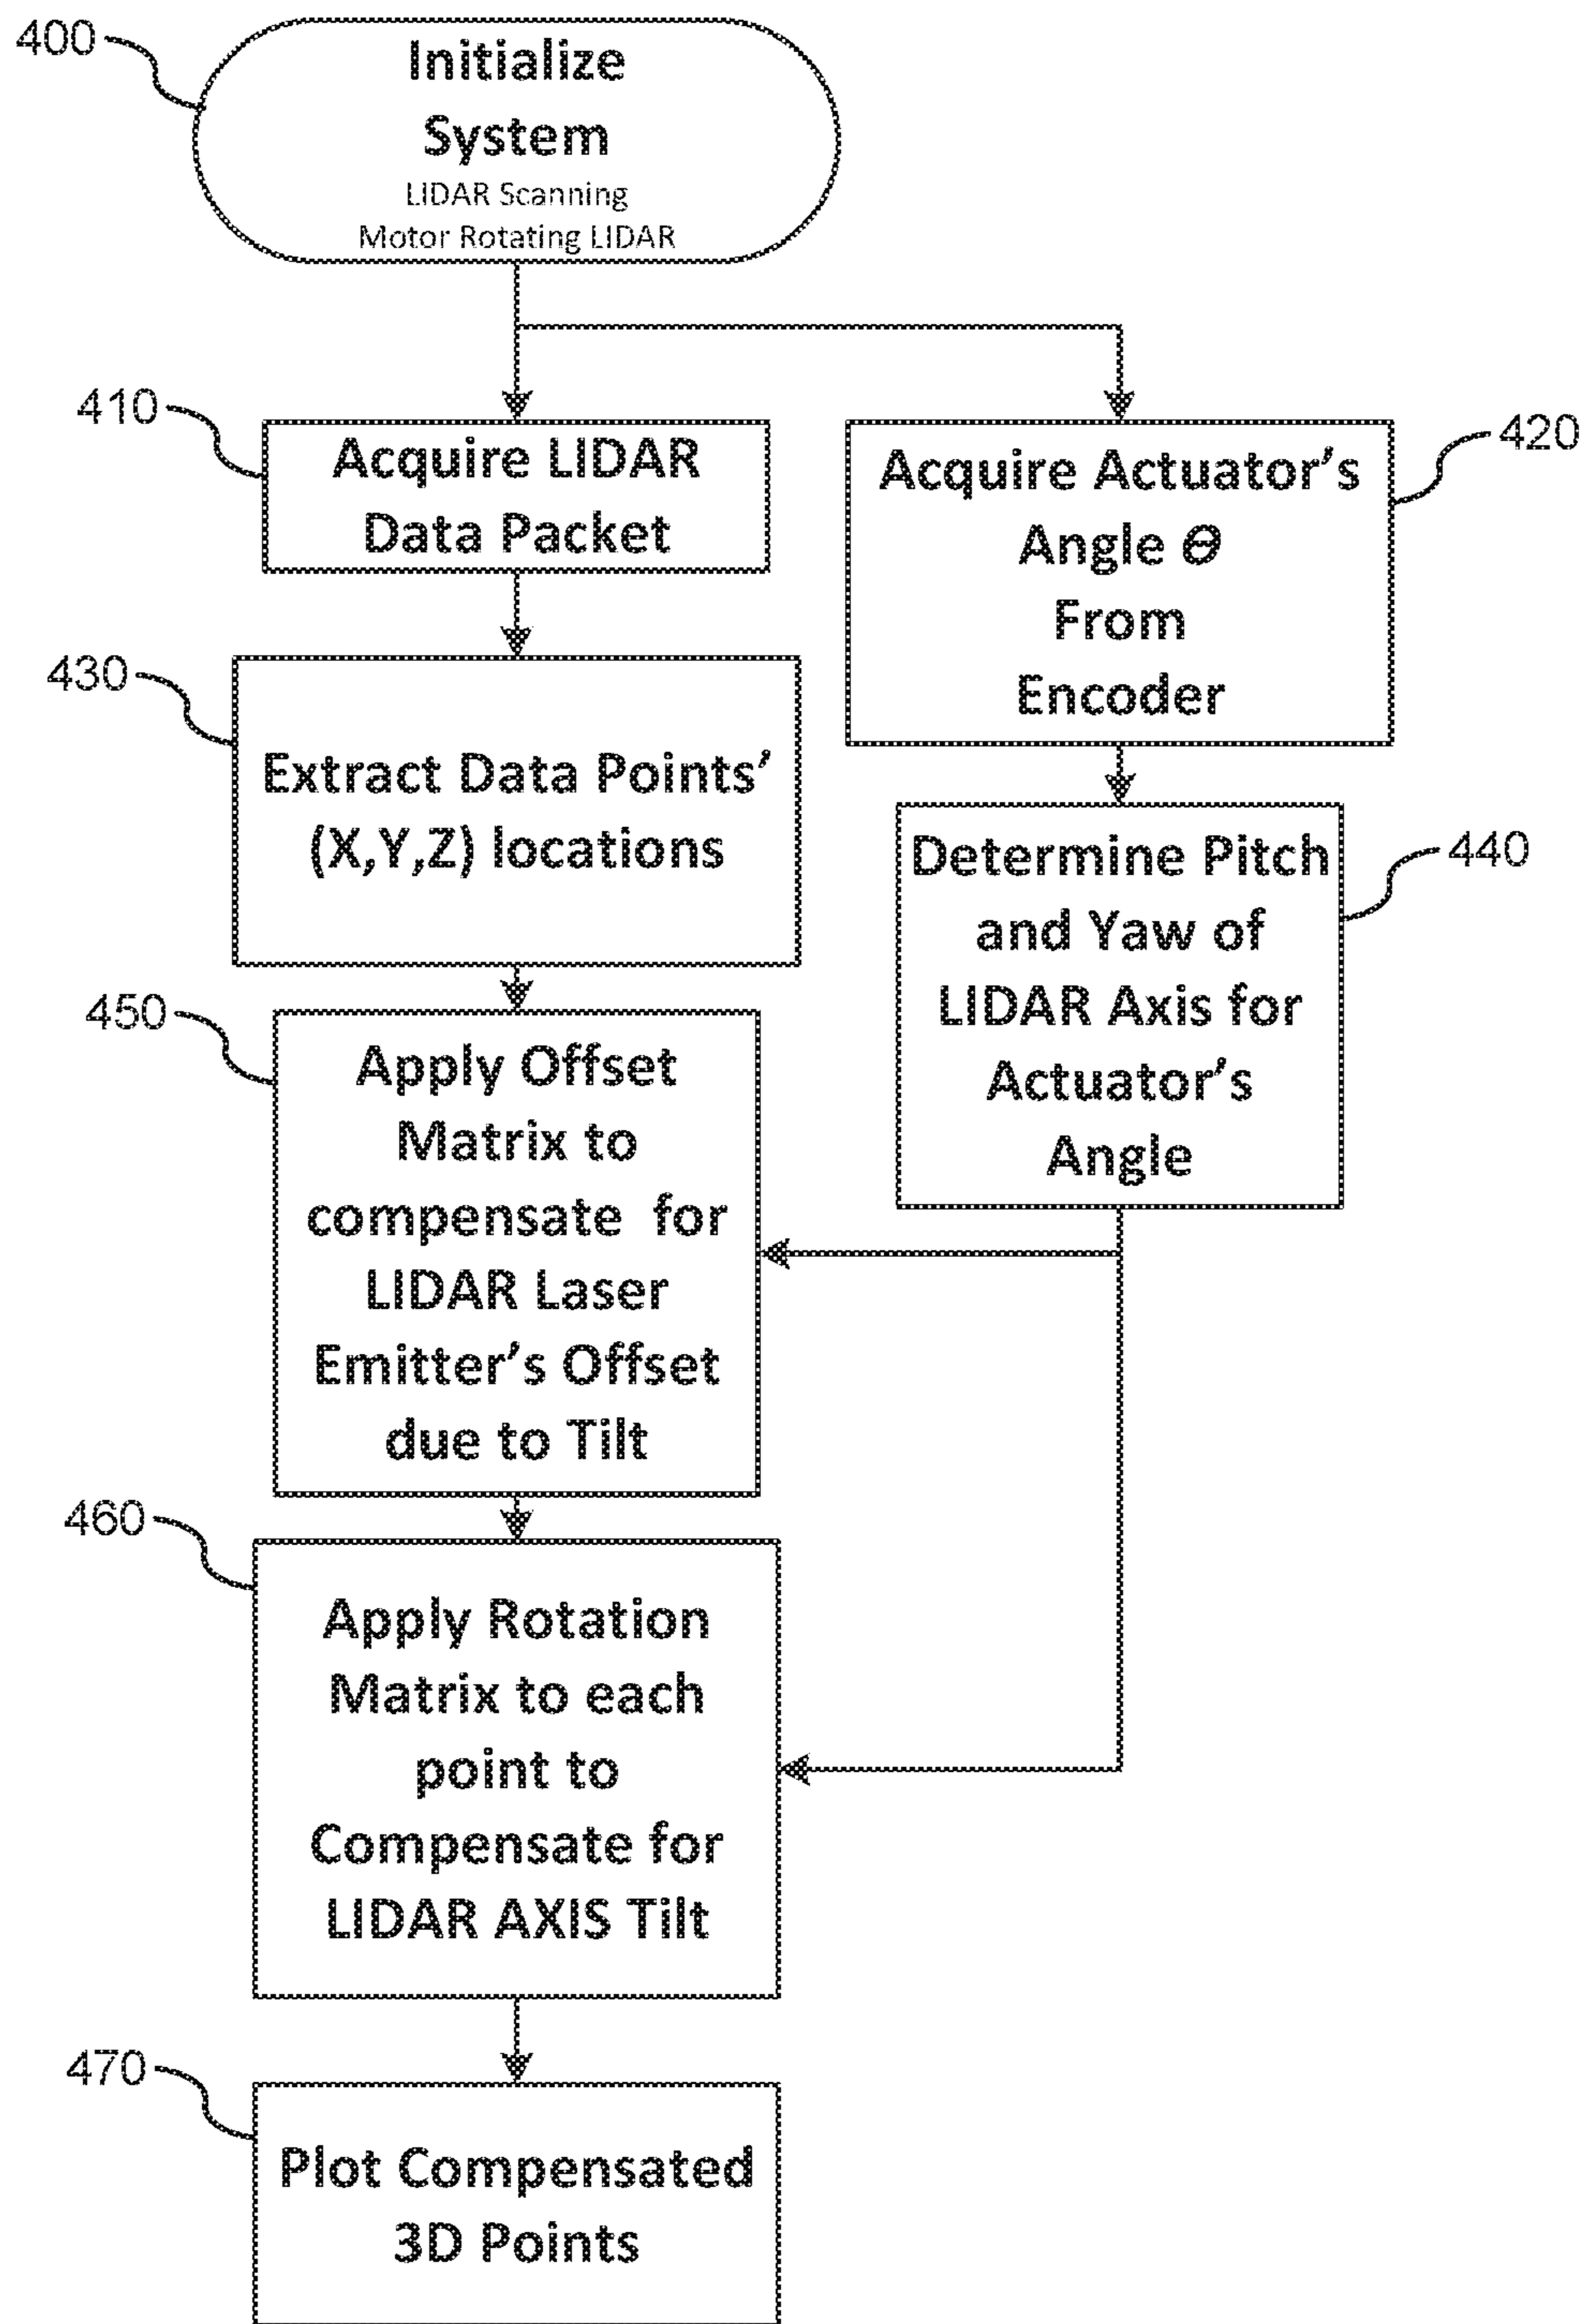 400
Initialize
System
LIDAR Scanning
Motor Rotating LIDAR
410
Acquire LIDAR
Data Packet
420
Acquire Actuator's
Angle Θ
From
Encoder
430
Extract Data Points'
(X,Y,Z) locations
440
Determine Pitch
and Yaw of
LIDAR Axis for
Actuator's
Angle
450
Apply Offset
Matrix to
compensate for
LIDAR Laser
Emitter's Offset
due to Tilt
460
Apply Rotation
Matrix to each
point to
Compensate for
LIDAR AXIS Tilt
470
Plot Compensated
3D Points